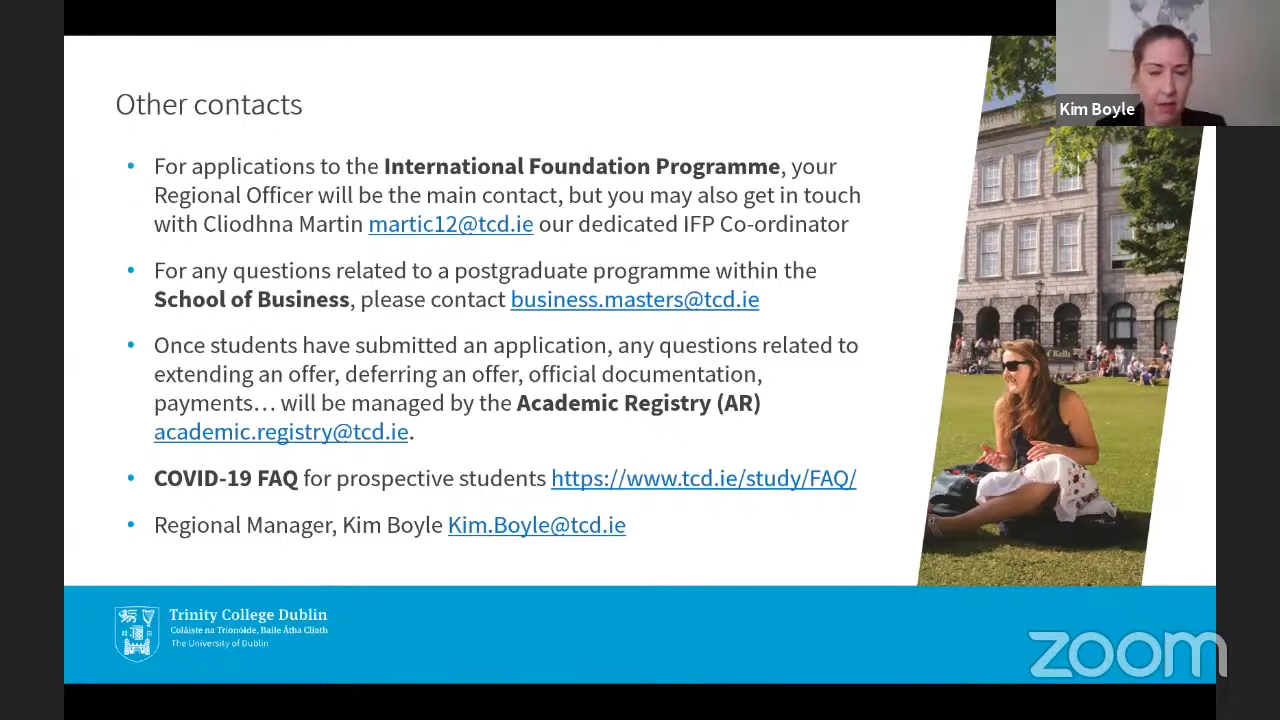 Other contacts
Kim Boyle
• For applications to the International Foundation Programme, your
Regional Officer will be the main contact, but you may also get in touch
with Cliodhna Martin martic12@tcd.ie our dedicated IFP Co-ordinator
• For any questions related to a postgraduate programme within the
School of Business, please contact business.masters@tcd.ie
• Once students have submitted an application, any questions related to
extending an offer, deferring an offer, official documentation,
payments… will be managed by the Academic Registry (AR)
academic.registry@tcd.ie.
• COVID-19 FAQ for prospective students https://www.tcd.ie/study/FAQ/
• Regional Manager, Kim Boyle Kim.Boyle@tcd.ie
of Kells
Trinity College Dublin
Coláiste na Tríonóide, Baile Átha Cliath
The University of Dublin
zoom